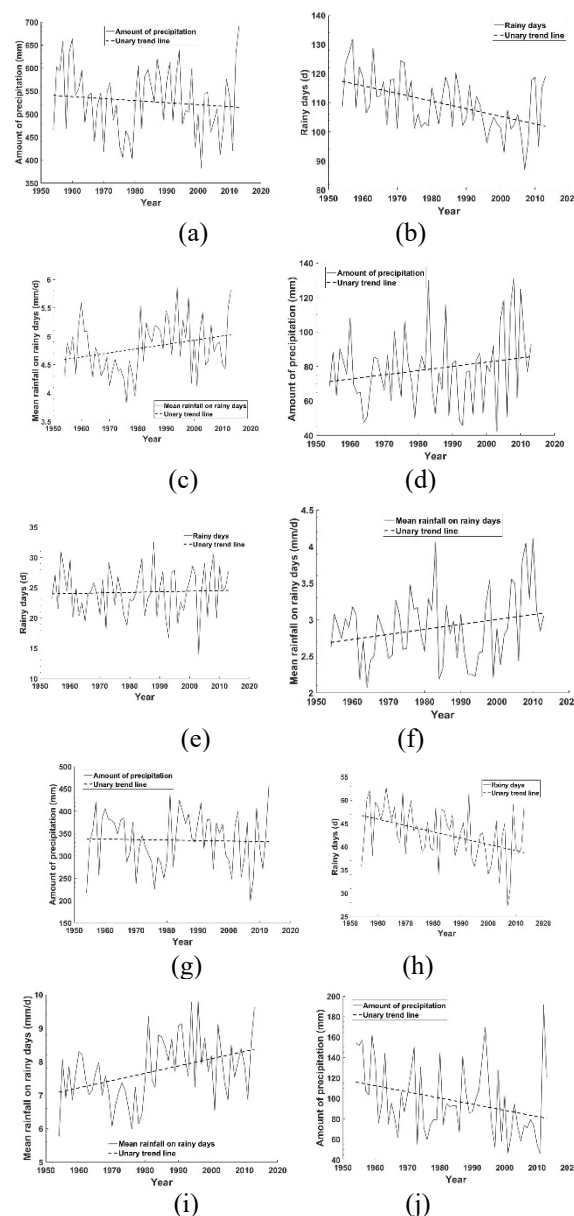 700
650
600
550
500
450
400
350
Amount of precipitation (mm)
Amount of precipitation
Unary trend line
1950 1960 1970 1980 1990 2000 2010 2020
Year
(a)
140
120
100
80
Rainy days (d)
Rainy days
Unary trend line
1950 1960 1970 1980 1990 2000 2010 202
Year
(b)
6
5.5
5
4.5
4
3.5
Mean rainfall on rainy days (mm/d)
Mean rainfall on rainy days
Unary trend line
1950 1960 1970 1980 1990 2000 2010 2020
Year
(c)
140
120
100
80
60
40
Amount of precipitation (mm)
Amount of precipitation
Unary trend line
1950 1960 1970 1980 1990 2000 2010 202
Year
(d)
35
30
25
20
15
10
Rainy days (d)
Rainy days
Unary trend line
1950 1960 1970 1980 1990 2000 2010 2020
Year
(e)
4.5
4
3.5
3
2.5
2
Mean rainfall on rainy days (mm/d)
Mean rainfall on rainy days
Unary trend line
1950 1960 1970 1980 1990 2000 2010 202
Year
(f)
500
450
400
350
300
250
200
150
Amount of precipitation (mm)
Amount of precipitation
Unary trend line
1950 1960 1970 1980 1990 2000 2010 2020
Year
(g)
55
50
45
40
35
30
25
Rainy days (d)
Rainy days
Unary trend line
1950 1960 1970 1980 1990 2000 2010 2020
Year
(h)
10
9
8
7
6
5
Mean rainfall on rainy days (mm/d)
Mean rainfall on rainy days
Unary trend line
1950 1960 1970 1980 1990 2000 2010 2020
Year
(i)
200
180
160
140
120
100
80
60
40
Amount of precipitation (mm)
Amount of precipitation
Unary trend line
1950 1960 1970 1980 1990 2000 2010 202
Year
(j)